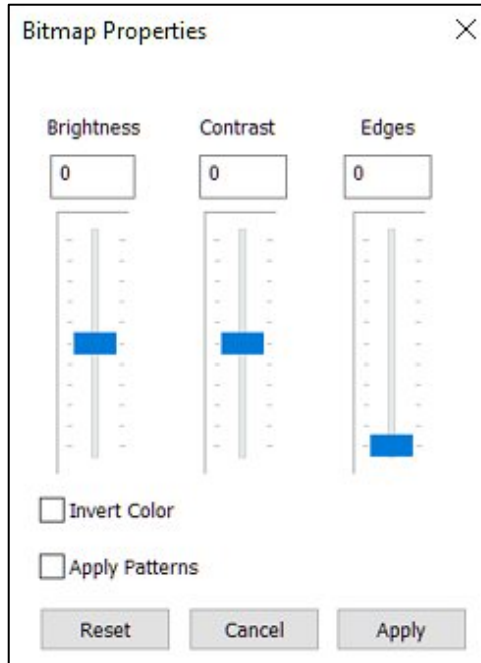 Bitmap Properties
Brightness Contrast Edges
0 0 0
Invert Color
Apply Patterns
Reset Cancel Apply